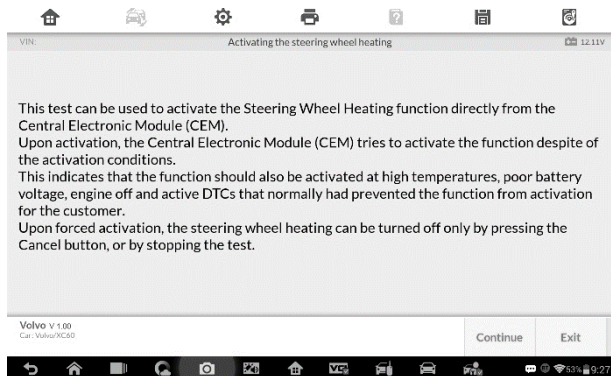 VIN:
Activating the steering wheel heating
12.11V
This test can be used to activate the Steering Wheel Heating function directly from the
Central Electronic Module (CEM).
Upon activation, the Central Electronic Module (CEM) tries to activate the function despite of
the activation conditions.
This indicates that the function should also be activated at high temperatures, poor battery
voltage, engine off and active DTCs that normally had prevented the function from activation
for the customer.
Upon forced activation, the steering wheel heating can be turned off only by pressing the
Cancel button, or by stopping the test.
Volvo V 1.00
Car: Volvo/XC60
Continue
Exit
53% 9:27